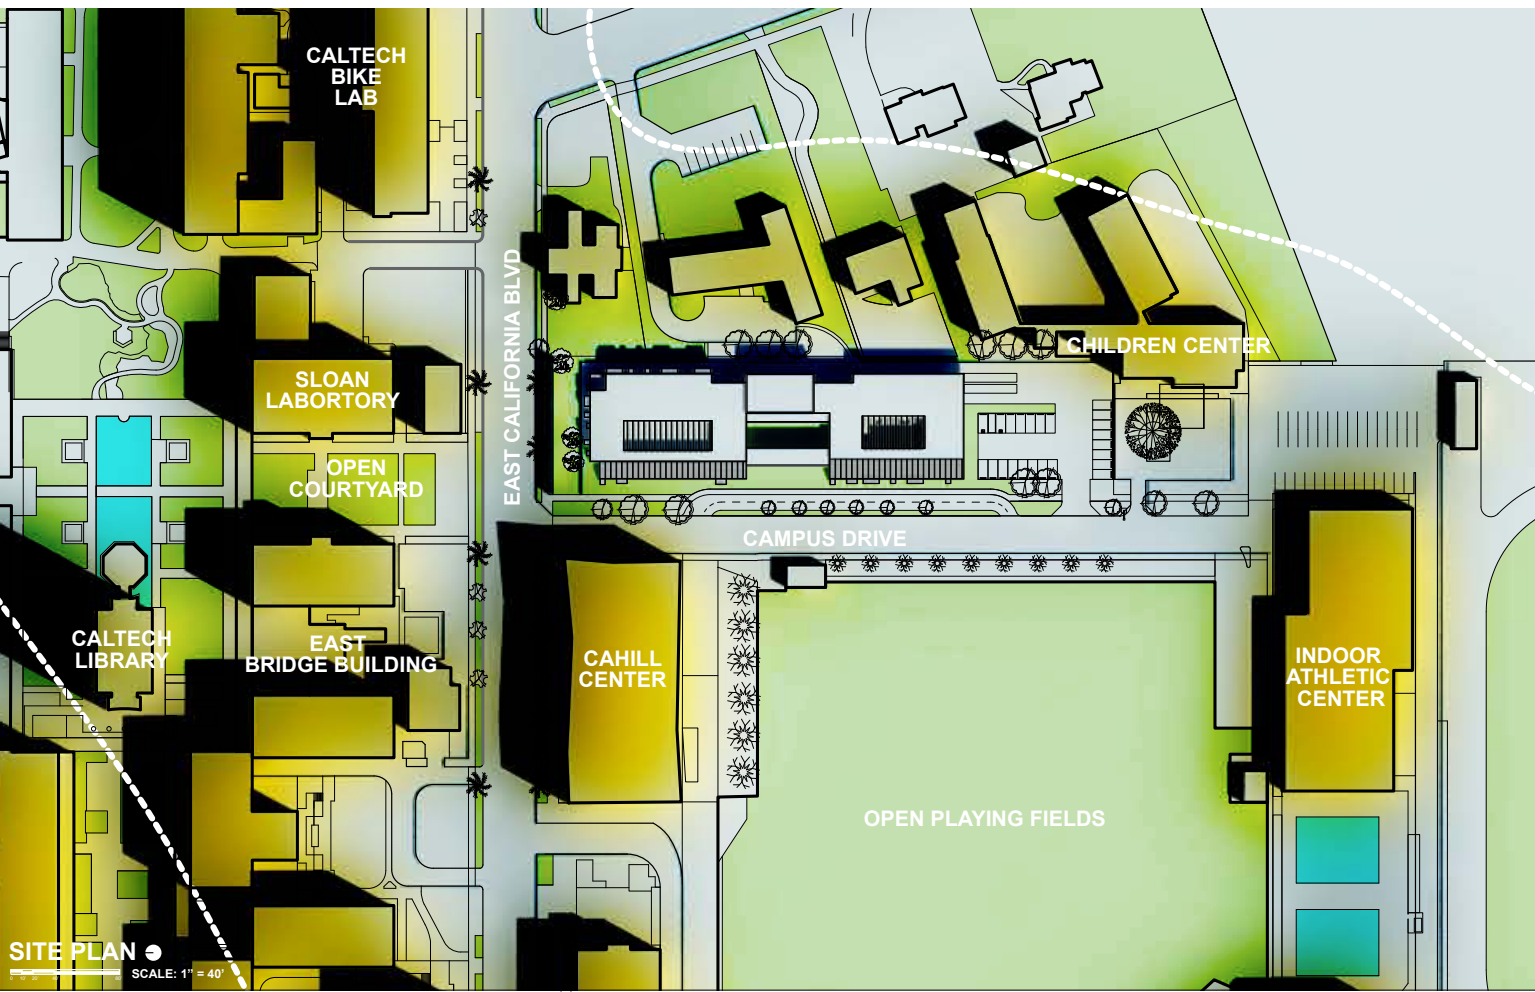 CALTECH
BIKE
LAB
EAST CALIFORNIA BLVD
CHILDREN CENTER
SLOAN
LABORTORY
OPEN
COURTYARD
CAMPUS DRIVE
CALTECH
LIBRARY
EAST
BRIDGE BUILDING
CAHILL
CENTER
INDOOR
ATHLETIC
CENTER
OPEN PLAYING FIELDS
SITE PLAN
SCALE: 1" = 40'